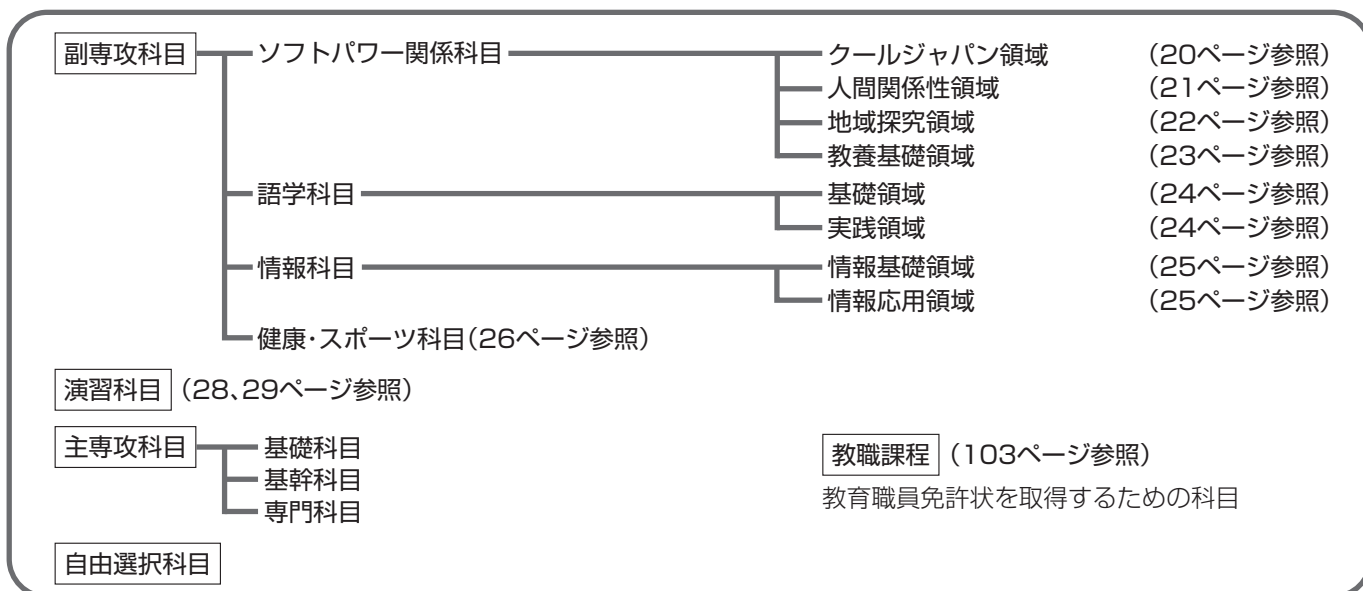 副専攻科目 ソフトパワー関係科目 クールジャパン領域 （20ページ参照）
人間関係性領域 （21ページ参照）
地域探究領域 （22ページ参照）
教養基礎領域 （23ページ参照）
語学科目 基礎領域 （24ページ参照）
実践領域 （24ページ参照）
情報科目 情報基礎領域 （25ページ参照）
情報応用領域 （25ページ参照）
健康・スポーツ科目（26ページ参照）
演習科目 （28、29ページ参照）
主専攻科目 基礎科目
基幹科目
専門科目
教職課程 （103ページ参照）
教育職員免許状を取得するための科目
自由選択科目